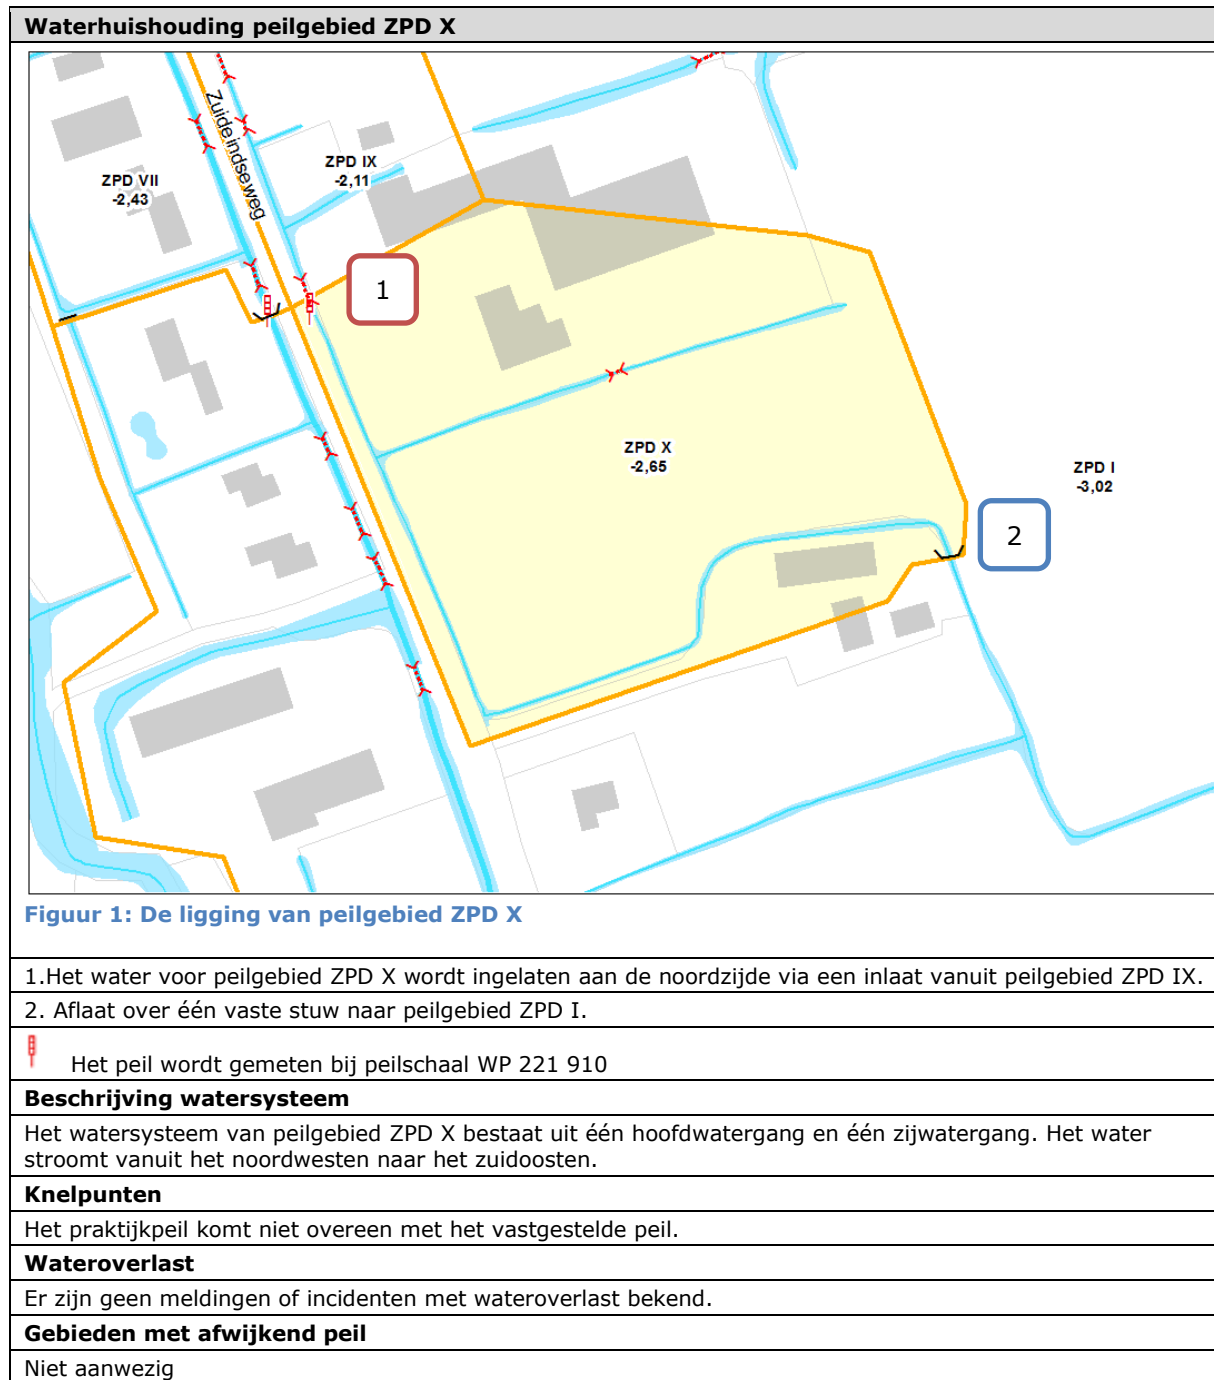 Waterhuishouding peilgebied ZPD X
Zuideindseweg
ZPD IX
-2,11
ZPD VII
-2,43
1
ZPD X
-2,65
ZPD I
-3,02
2
Figuur 1: De ligging van peilgebied ZPD X
1.Het water voor peilgebied ZPD X wordt ingelaten aan de noordzijde via een inlaat vanuit peilgebied ZPD IX.
2. Aflaat over één vaste stuw naar peilgebied ZPD I.
Het peil wordt gemeten bij peilschaal WP 221 910
Beschrijving watersysteem
Het watersysteem van peilgebied ZPD X bestaat uit één hoofdwatergang en één zijwatergang. Het water
stroomt vanuit het noordwesten naar het zuidoosten.
Knelpunten
Het praktijkpeil komt niet overeen met het vastgestelde peil.
Wateroverlast
Er zijn geen meldingen of incidenten met wateroverlast bekend.
Gebieden met afwijkend peil
Niet aanwezig